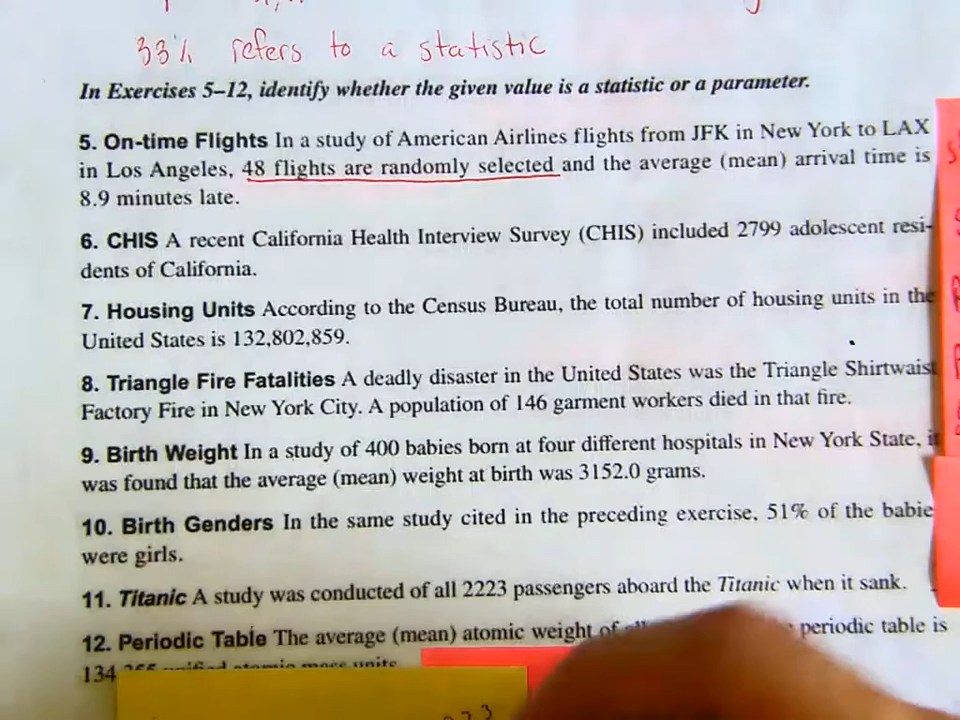 33% refers to a statistic
In Exercises 5–12, identify whether the given value is a statistic or a parameter.
5. On-time Flights In a study of American Airlines flights from JFK in New York to LAX
in Los Angeles, 48 flights are randomly selected and the average (mean) arrival time is
8.9 minutes late.
6. CHIS A recent California Health Interview Survey (CHIS) included 2799 adolescent resi-
dents of California.
7. Housing Units According to the Census Bureau, the total number of housing units in the
United States is 132,802,859.
8. Triangle Fire Fatalities A deadly disaster in the United States was the Triangle Shirtwaist
Factory Fire in New York City. A population of 146 garment workers died in that fire.
9. Birth Weight In a study of 400 babies born at four different hospitals in New York State, it
was found that the average (mean) weight at birth was 3152.0 grams.
10. Birth Genders In the same study cited in the preceding exercise, 51% of the babie
were girls.
11. Titanic A study was conducted of all 2223 passengers aboard the Titanic when it sank.
12. Periodic Table The average (mean) atomic weight of periodic table is
134 unified atomic mass units